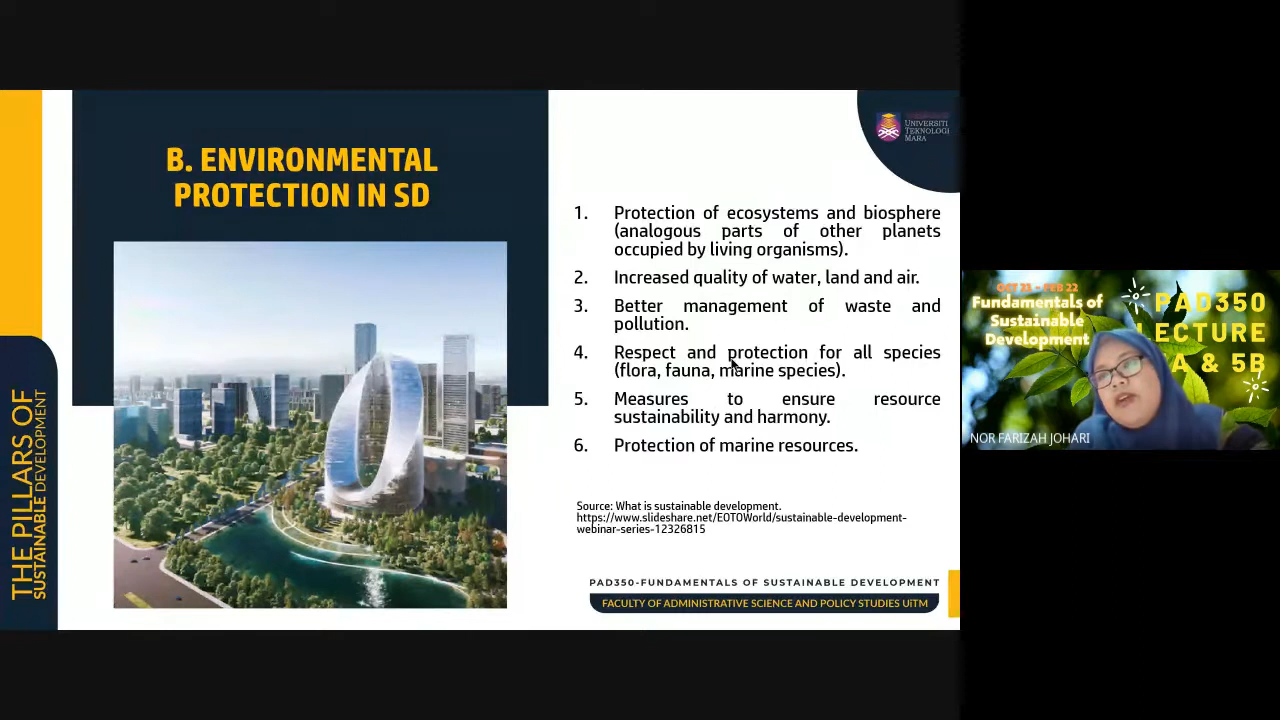 B. ENVIRONMENTAL
PROTECTION IN SD
UNIVERSITI
TEKNOLOGI
MARA
1. Protection of ecosystems and biosphere
(analogous parts of other planets
occupied by living organisms).
2. Increased quality of water, land and air.
3. Better management of waste and
pollution.
4. Respect and protection for all species
(flora, fauna, marine species).
5. Measures to ensure resource
sustainability and harmony.
6. Protection of marine resources.
Source: What is sustainable development.
https://www.slideshare.net/EOTOWorld/sustainable-development-
webinar-series-12326815
PAD350-FUNDAMENTALS OF SUSTAINABLE DEVELOPMENT
FACULTY OF ADMINISTRATIVE SCIENCE AND POLICY STUDIES UiTM
THE PILLARS OF
SUSTAINABLE DEVELOPMENT
FEB 22
Fundamentals of
Sustainable
Development
PAD350
LECTURE
A & 5B
NOR FARIZAH JOHARI